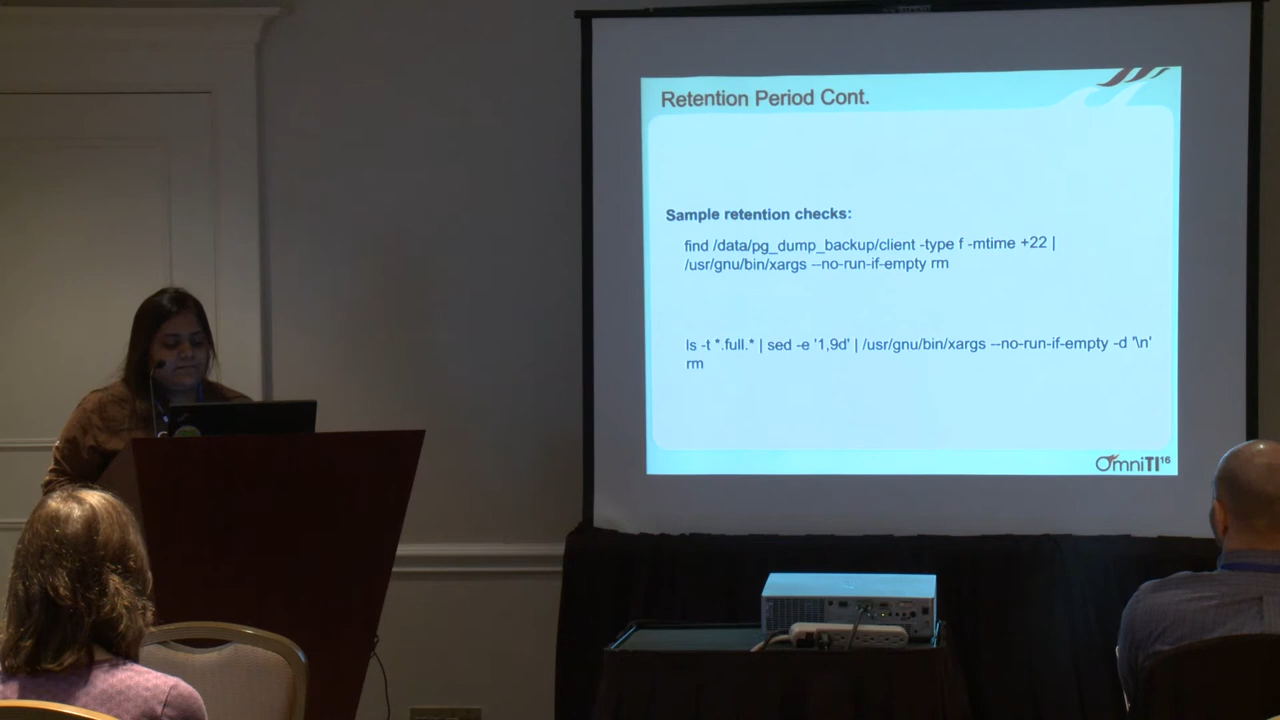 Retention Period Cont.
Sample retention checks:
find /data/pg_dump_backup/client -type f -mtime +22 |
/usr/gnu/bin/xargs --no-run-if-empty rm
ls -t *.full.* | sed -e '1,9d' | /usr/gnu/bin/xargs --no-run-if-empty -d '\n'
rm
OmniTI16